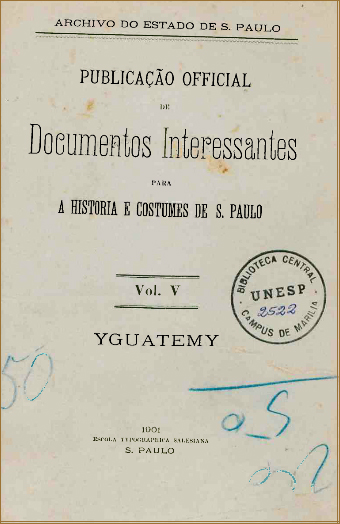 ARCHIVO DO ESTADO DE S. PAULO
PUBLICAÇÃO OFFICIAL
DE
Documentos Interessantes
PARA
A HISTORIA E COSTUMES DE S. PAULO
Vol. V
BIBLIOTECA CENTRAL
UNESP
2522
CAMPUS DE MARILIA
YGUATEMY
50
1901
ESCOLA TYPOGRAPHICA SALESIANA
S. PAULO